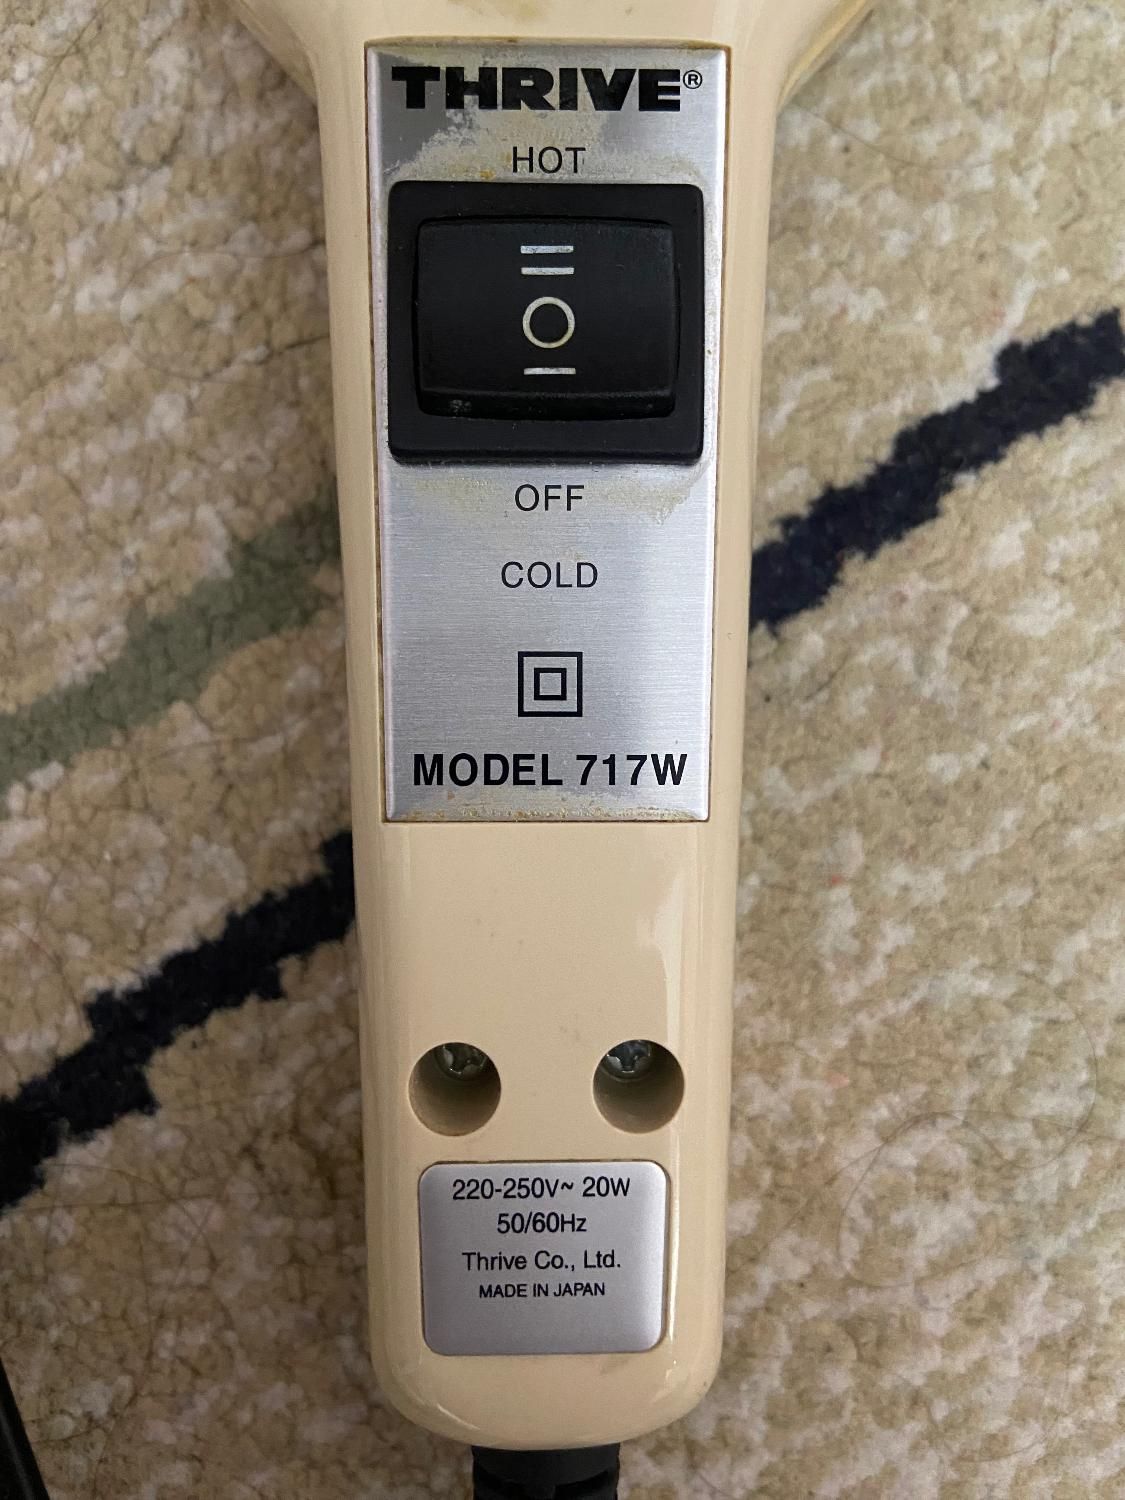 THRIVE®
HOT
OFF
COLD
MODEL 717W
220-250V~ 20W
50/60Hz
Thrive Co., Ltd.
MADE IN JAPAN